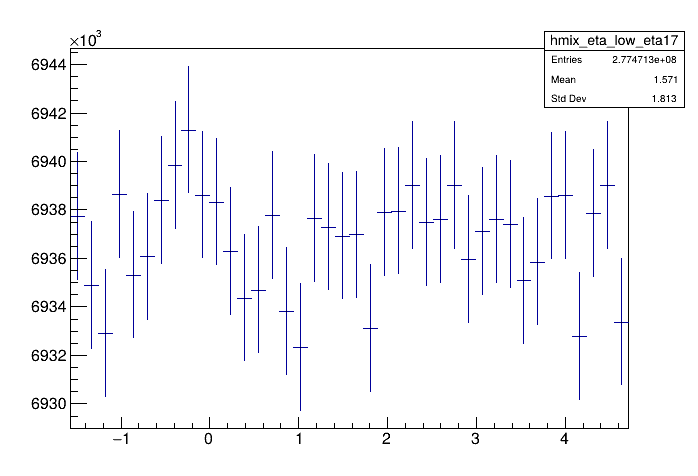 ×10³
hmix_eta_low_eta17
Entries 2.774713e+08
Mean 1.571
Std Dev 1.813
6944
6942
6940
6938
6936
6934
6932
6930
−1 0 1 2 3 4